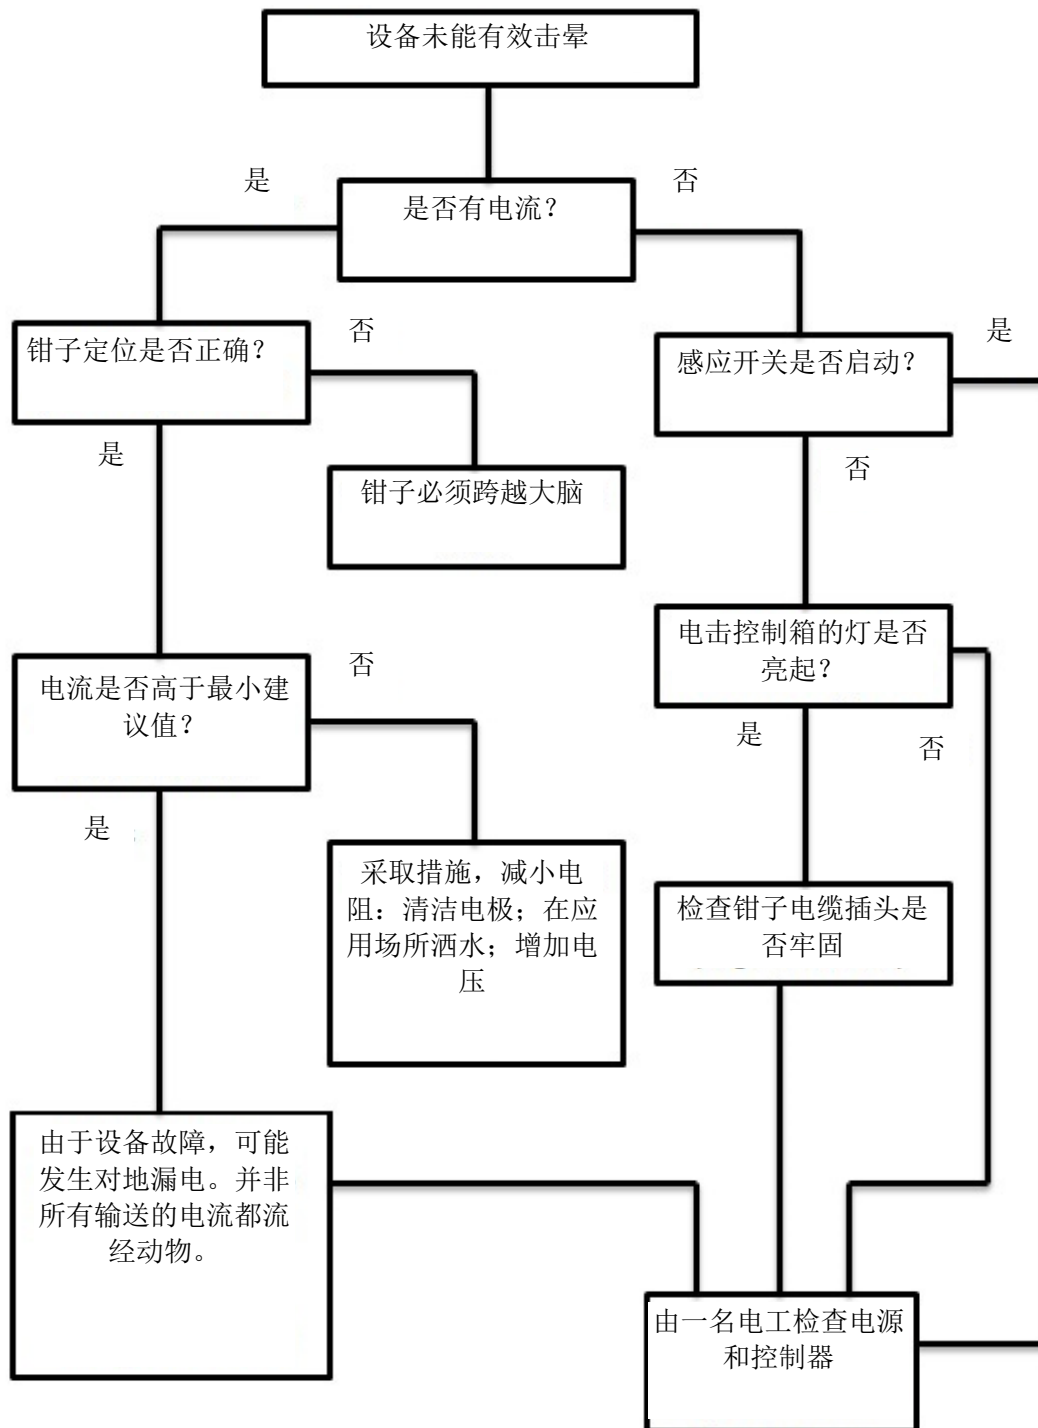 设备未能有效击晕
是
否
是否有电流？
钳子定位是否正确？
否
感应开关是否启动？
是
是
否
钳子必须跨越大脑
电击控制箱的灯是否
亮起？
电流是否高于最小建
议值？
否
是
否
是
采取措施，减小电
阻：清洁电极；在应
用场所洒水；增加电
压
检查钳子电缆插头是
否牢固
由于设备故障，可能
发生对地漏电。并非
所有输送的电流都流
经动物。
由一名电工检查电源
和控制器